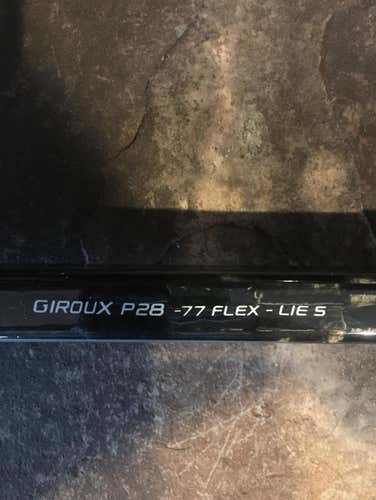 GIROUX P28 -77 FLEX - LIE 5